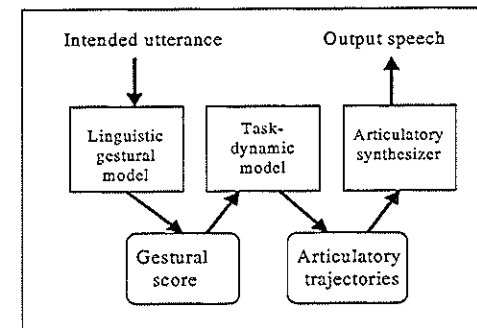 Intended utterance
Output speech
Linguistic
gestural
model
Task-
dynamic
model
Articulatory
synthesizer
Gestural
score
Articulatory
trajectories